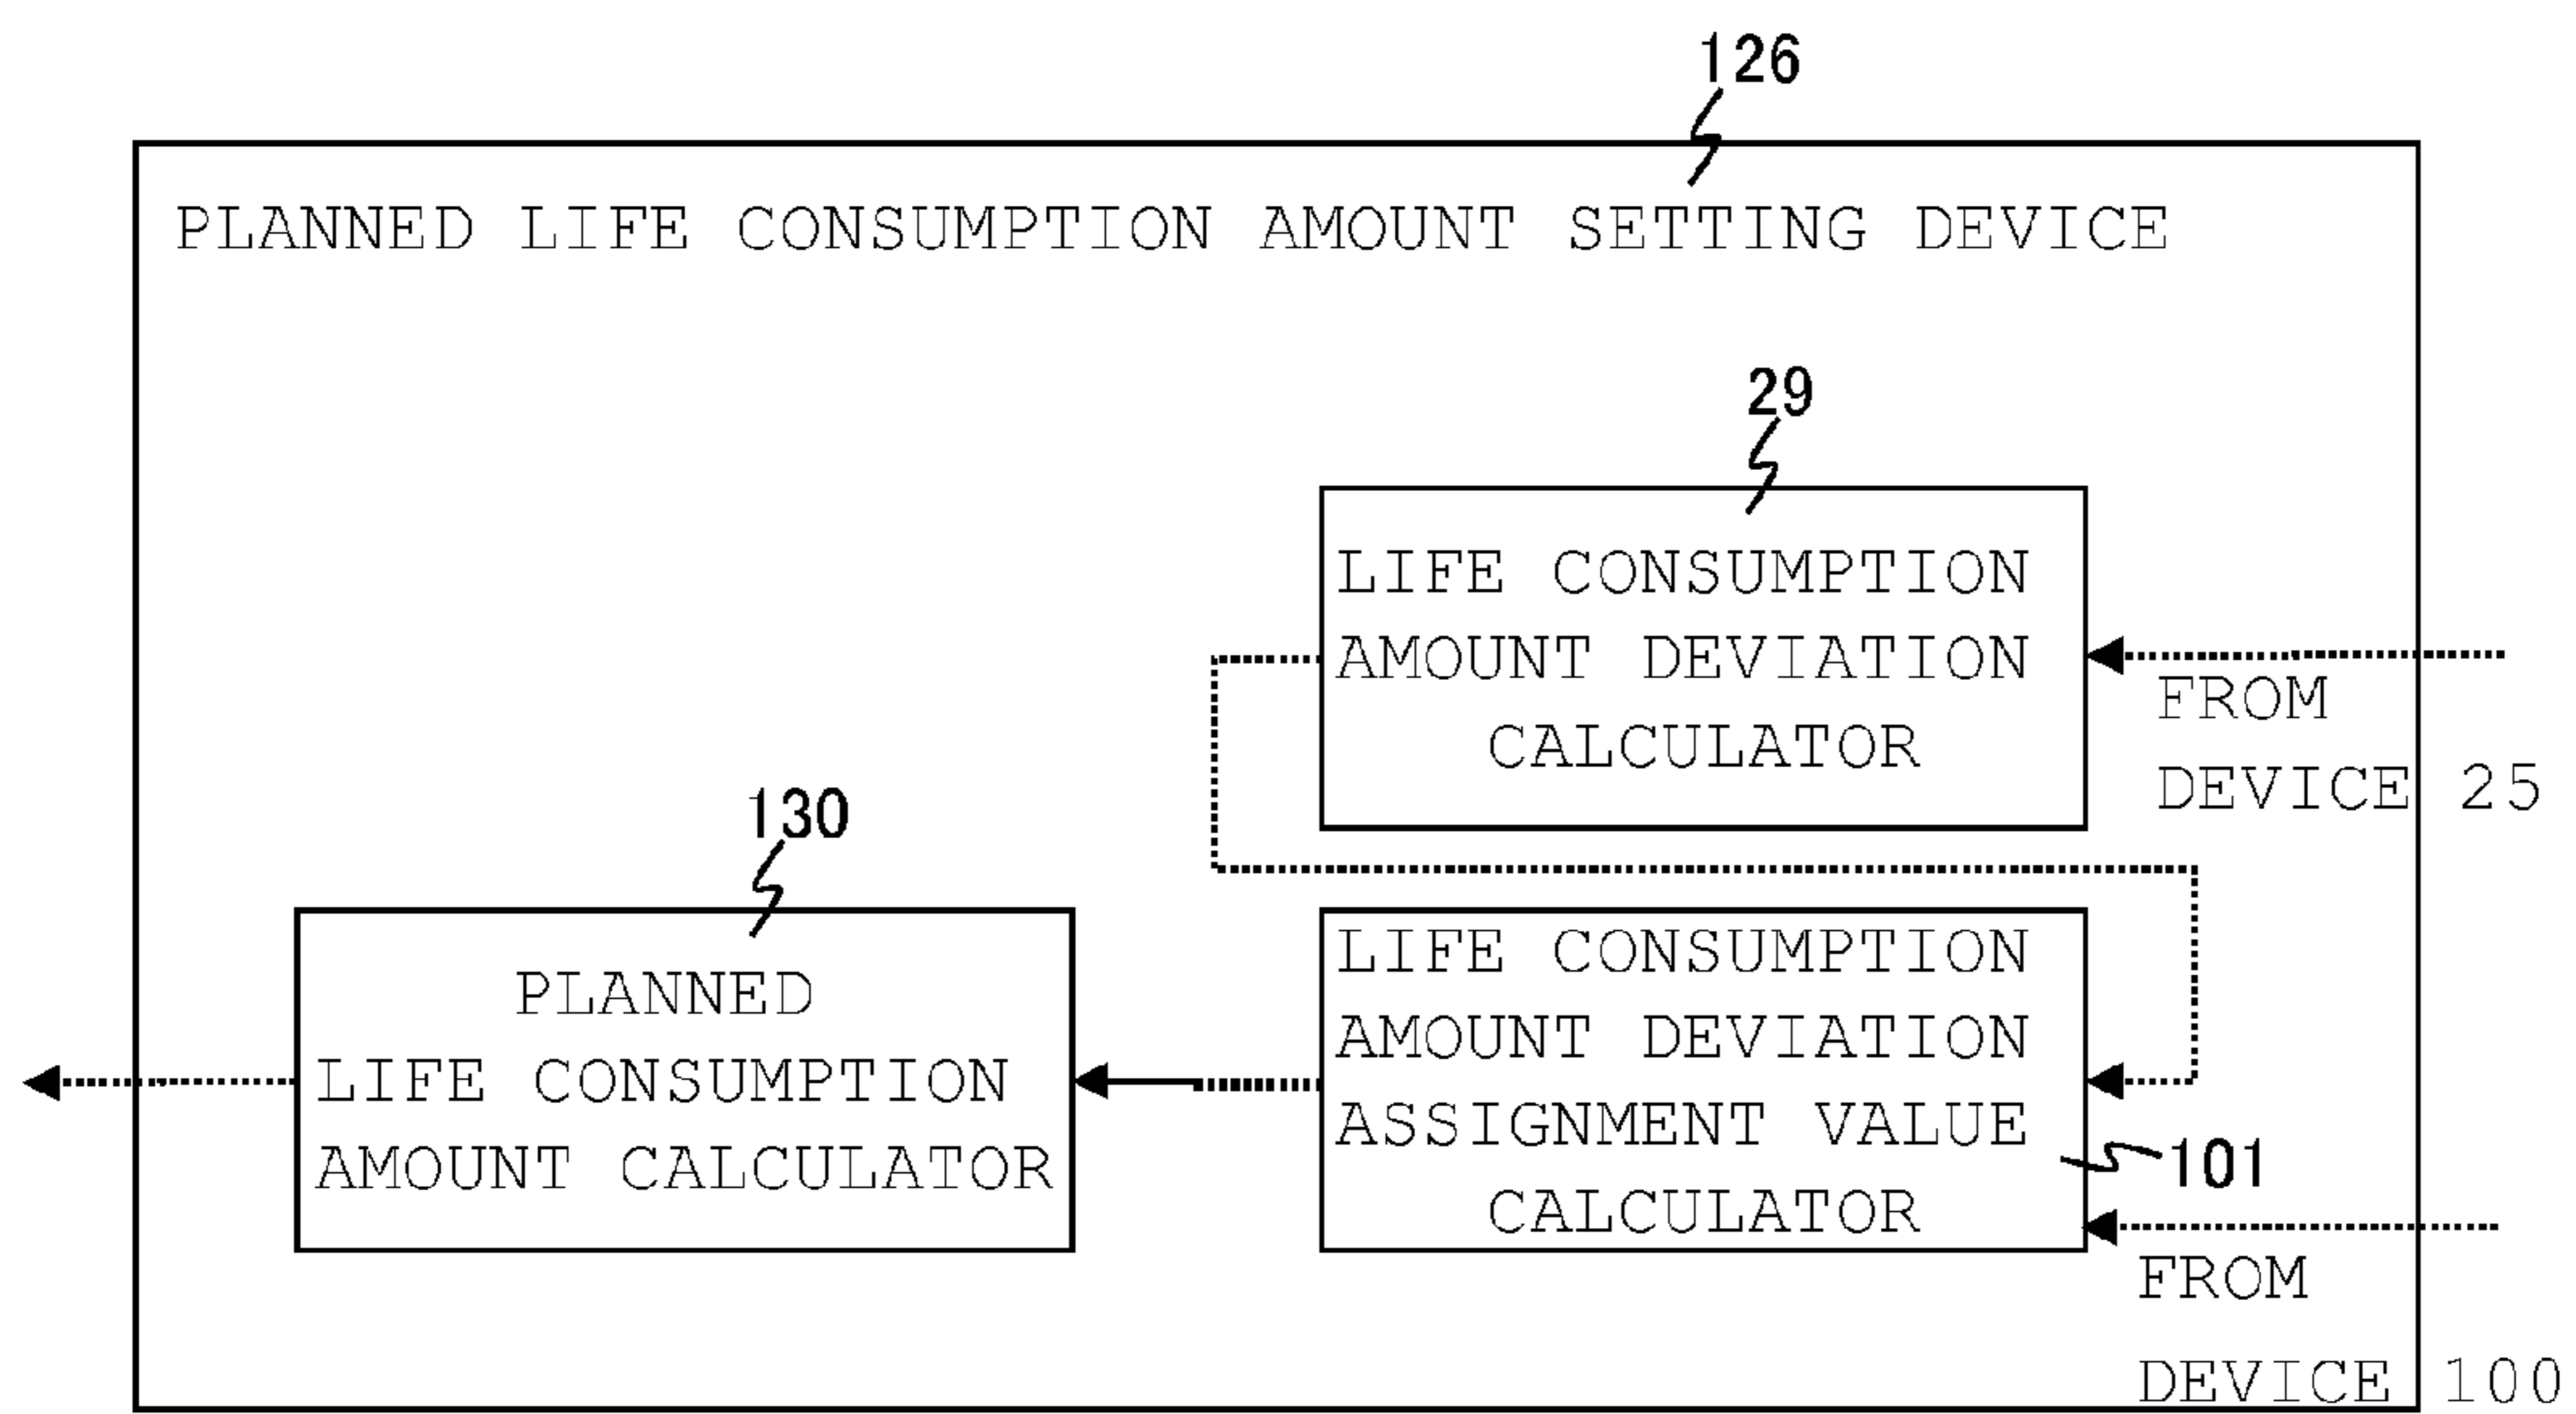 126
PLANNED LIFE CONSUMPTION AMOUNT SETTING DEVICE
29
LIFE CONSUMPTION
AMOUNT DEVIATION
CALCULATOR
FROM
DEVICE 25
130
PLANNED
LIFE CONSUMPTION
AMOUNT CALCULATOR
LIFE CONSUMPTION
AMOUNT DEVIATION
ASSIGNMENT VALUE
CALCULATOR
101
FROM
DEVICE 100